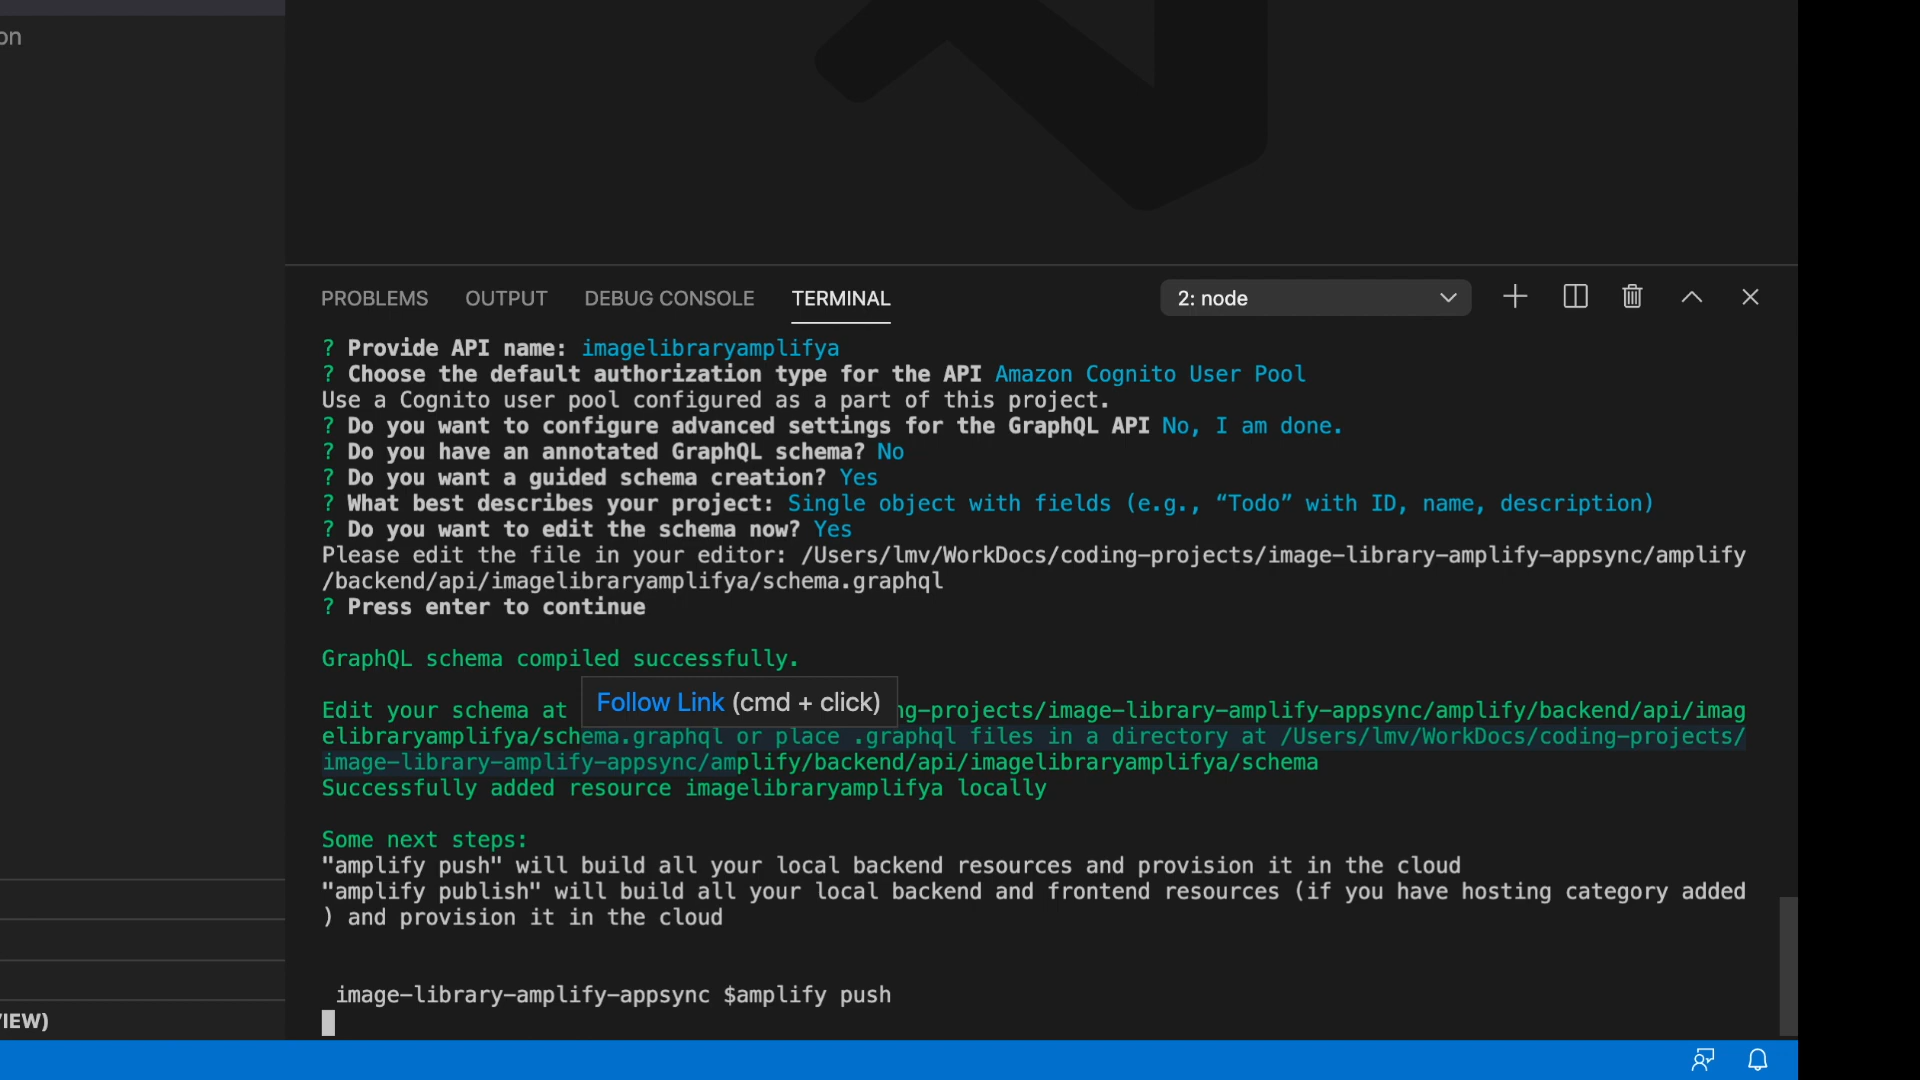 on
PROBLEMS OUTPUT DEBUG CONSOLE TERMINAL 2: node
? Provide API name: imagelibraryamplifya
? Choose the default authorization type for the API Amazon Cognito User Pool
Use a Cognito user pool configured as a part of this project.
? Do you want to configure advanced settings for the GraphQL API No, I am done.
? Do you have an annotated GraphQL schema? No
? Do you want a guided schema creation? Yes
? What best describes your project: Single object with fields (e.g., “Todo” with ID, name, description)
? Do you want to edit the schema now? Yes
Please edit the file in your editor: /Users/lmv/WorkDocs/coding-projects/image-library-amplify-appsync/amplify
/backend/api/imagelibraryamplifya/schema.graphql
? Press enter to continue
GraphQL schema compiled successfully.
Follow Link (cmd + click)
Edit your schema at ng-projects/image-library-amplify-appsync/amplify/backend/api/imag
elibraryamplifya/schema.graphql or place .graphql files in a directory at /Users/lmv/WorkDocs/coding-projects/
image-library-amplify-appsync/amplify/backend/api/imagelibraryamplifya/schema
Successfully added resource imagelibraryamplifya locally
Some next steps:
"amplify push" will build all your local backend resources and provision it in the cloud
"amplify publish" will build all your local backend and frontend resources (if you have hosting category added
) and provision it in the cloud
image-library-amplify-appsync $amplify push
IEW)